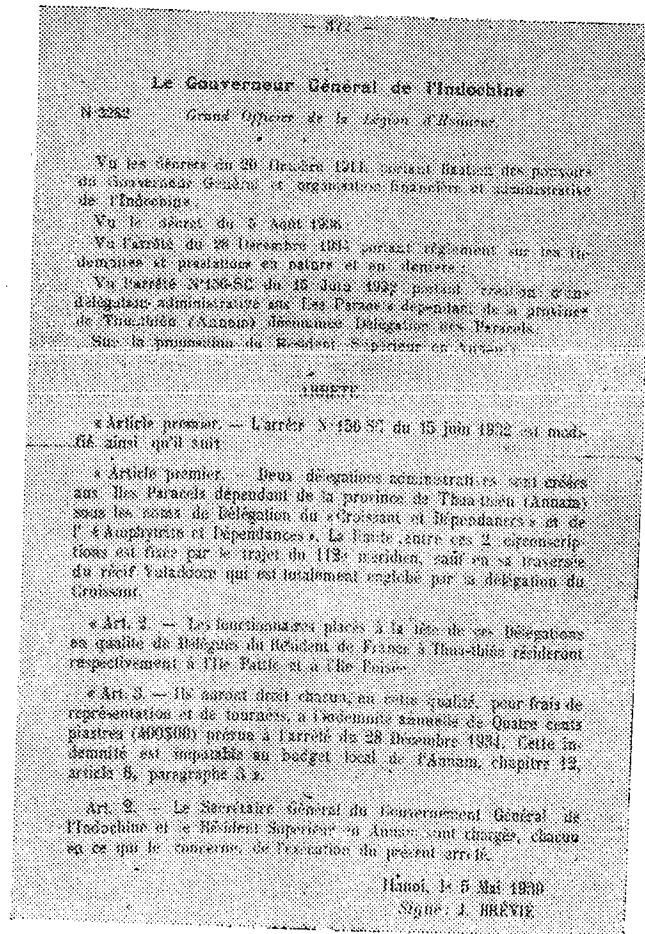 — 372 —
Le Gouverneur Général de l'Indochine
N 3282 Grand Officier de la Légion d'Honneur,
Vu les décrets du 20 Octobre 1911, portant fixation des pouvoirs
du Gouverneur Général et organisation financière et administrative
de l'Indochine;
Vu le décret du 5 Août 1936
Vu l'arrêté du 28 Décembre 1934 portant règlement sur les in-
demnités et prestations en nature et en deniers;
Vu l'arrêté N°156-SC du 15 Juin 1932 portant création d'une
délégation administrative aux Iles Paracels dépendant de la province
de Thua-thiên (Annam) dénommée Délégation des Paracels
Sur la proposition du Résident Supérieur en Annam;
ARRETE
« Article premier. — L'arrêté N°156-SC du 15 juin 1932 est modi-
fié ainsi qu'il suit
« Article premier. — Deux délégations administratives sont créées
aux Iles Paracels dépendant de la province de Thua-thiên (Annam)
sous les noms de Délégation du «Croissant et Dépendances» et de
l' «Amphytrite et Dépendances». La limite entre ces 2 circonscrip-
tions est fixée par le trajet du 112e méridien, sauf en sa traversée
du récif Vuladdore qui est totalement englobé par la délégation du
Croissant.
« Art. 2. — Les fonctionnaires placés à la tête de ces Délégations
en qualité de Délégués du Résident de France à Thua-thiên résideront
respectivement à l'Ile Pattle et à l'Ile Boisée.
« Art. 3 — Ils auront droit chacun, en cette qualité, pour frais de
représentation et de tournées, à l'indemnité annuelle de Quatre cents
piastres (400$00) prévue à l'arrêté du 28 Décembre 1934. Cette in-
demnité est imputable au budget local de l'Annam, chapitre 12,
article 6, paragraphe 3 ».
Art. 2. — Le Secrétaire Général du Gouvernement Général de
l'Indochine et le Résident Supérieur en Annam sont chargés, chacun
en ce qui le concerne, de l'exécution du présent arrêté.
Hanoi, le 5 Mai 1939
Signé: J. BRÉVIÉ